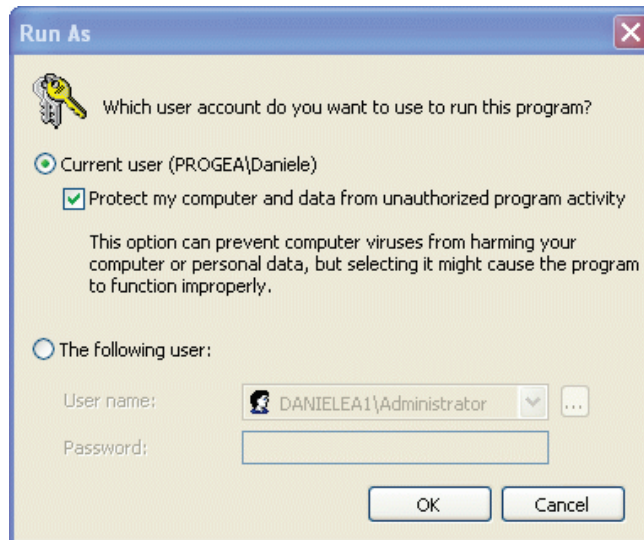 Run As
Which user account do you want to use to run this program?
Current user (PROGEA\Daniele)
Protect my computer and data from unauthorized program activity
This option can prevent computer viruses from harming your
computer or personal data, but selecting it might cause the program
to function improperly.
The following user:
User name:
DANIELEA1\Administrator
...
Password:
OK
Cancel